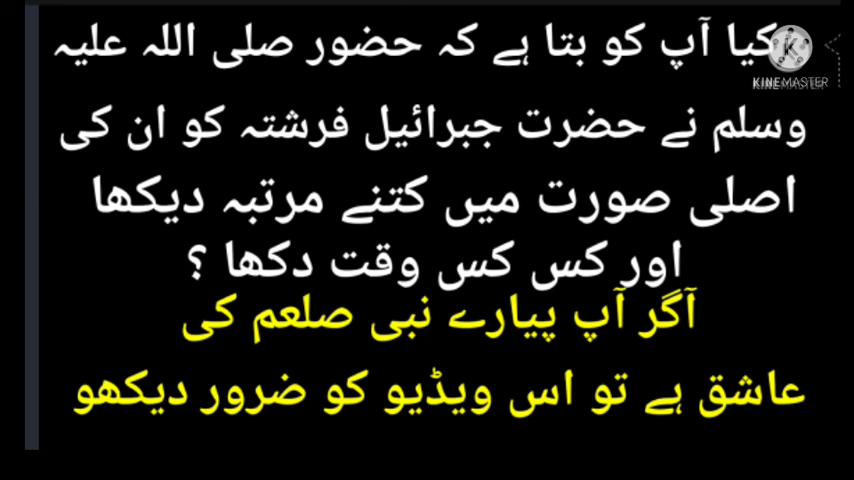 کیا آپ کو بتا ہے کہ حضور صلی اللہ علیہ
KINEMASTER
وسلم نے حضرت جبرائیل فرشتہ کو ان کی
اصلی صورت میں کتنے مرتبہ دیکھا
اور کس کس وقت دکھا ؟
آگر آپ پیارے نبی صلعم کی
عاشق ہے تو اس ویڈیو کو ضرور دیکھو